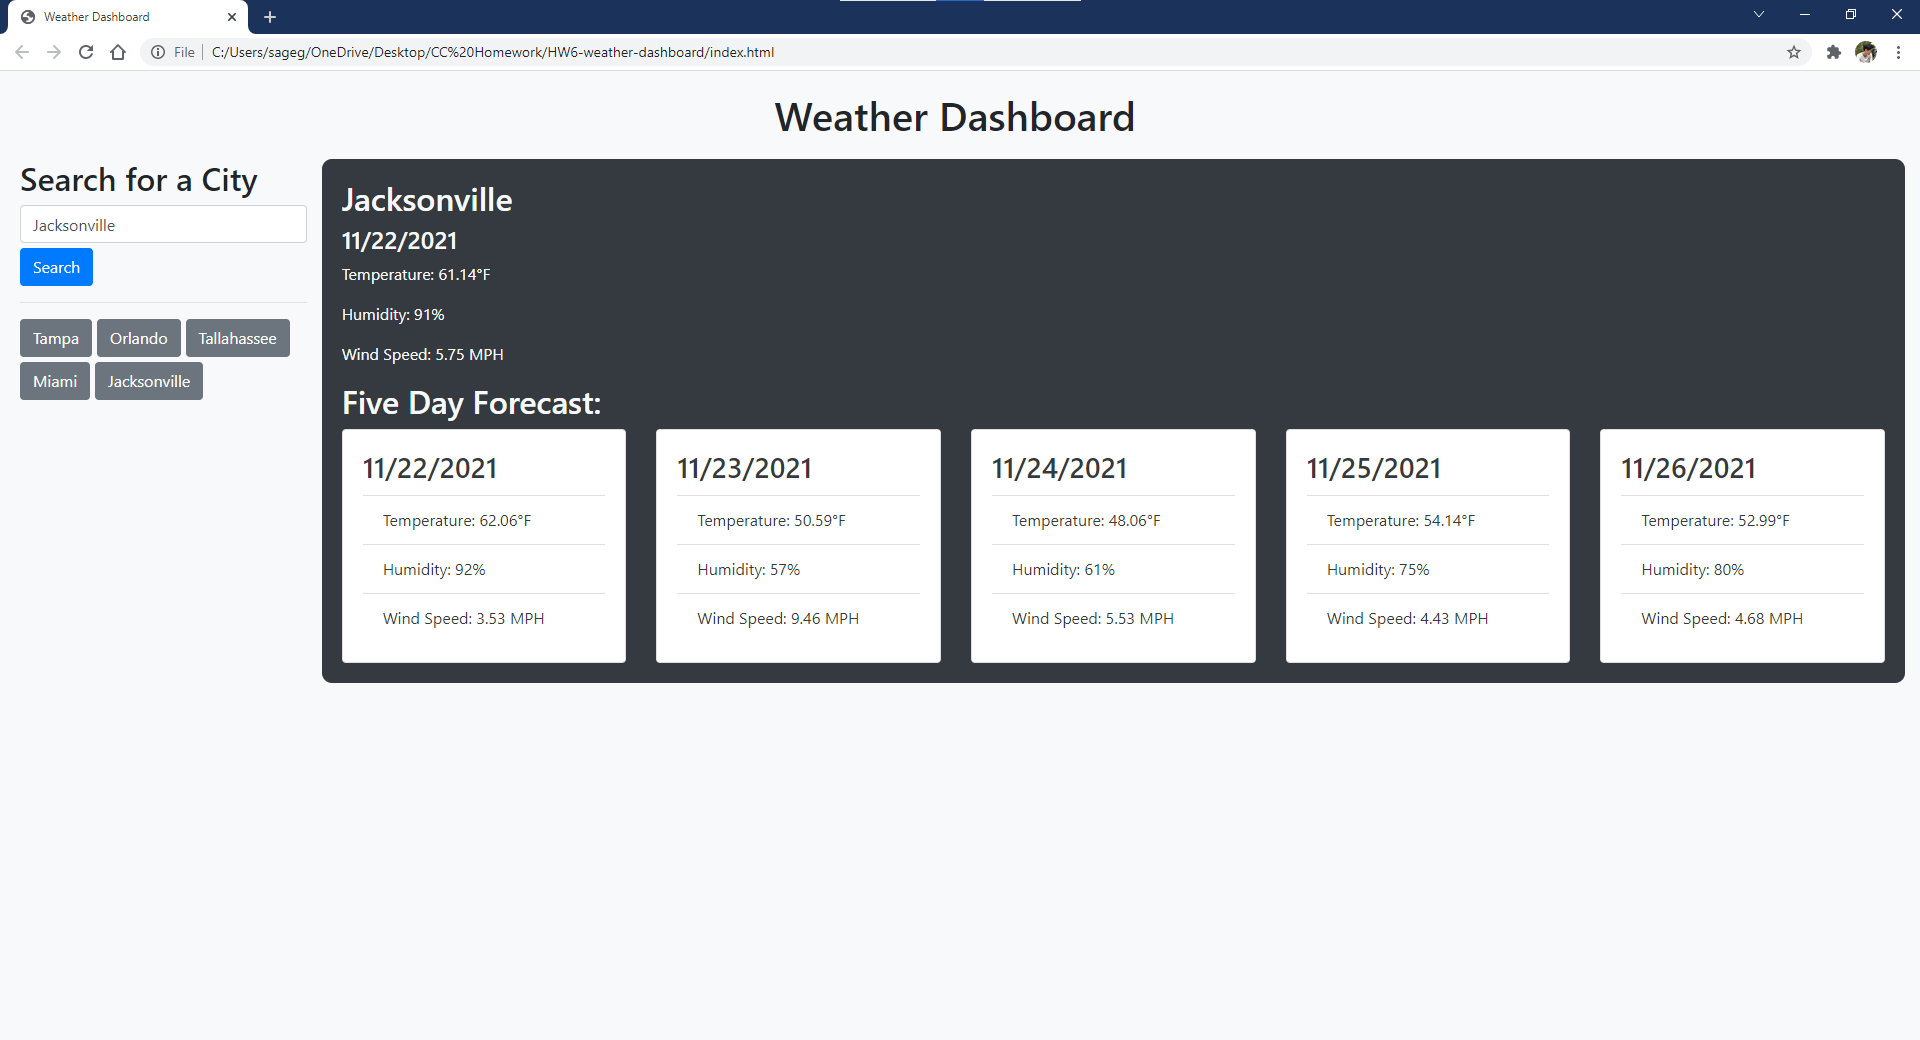 Weather Dashboard
File
C:/Users/sageg/OneDrive/Desktop/CC%20Homework/HW6-weather-dashboard/index.html
Weather Dashboard
Search for a City
Jacksonville
Search
Tampa Orlando Tallahassee
Miami Jacksonville
Jacksonville
11/22/2021
Temperature: 61.14°F
Humidity: 91%
Wind Speed: 5.75 MPH
Five Day Forecast:
11/22/2021
Temperature: 62.06°F
Humidity: 92%
Wind Speed: 3.53 MPH
11/23/2021
Temperature: 50.59°F
Humidity: 57%
Wind Speed: 9.46 MPH
11/24/2021
Temperature: 48.06°F
Humidity: 61%
Wind Speed: 5.53 MPH
11/25/2021
Temperature: 54.14°F
Humidity: 75%
Wind Speed: 4.43 MPH
11/26/2021
Temperature: 52.99°F
Humidity: 80%
Wind Speed: 4.68 MPH